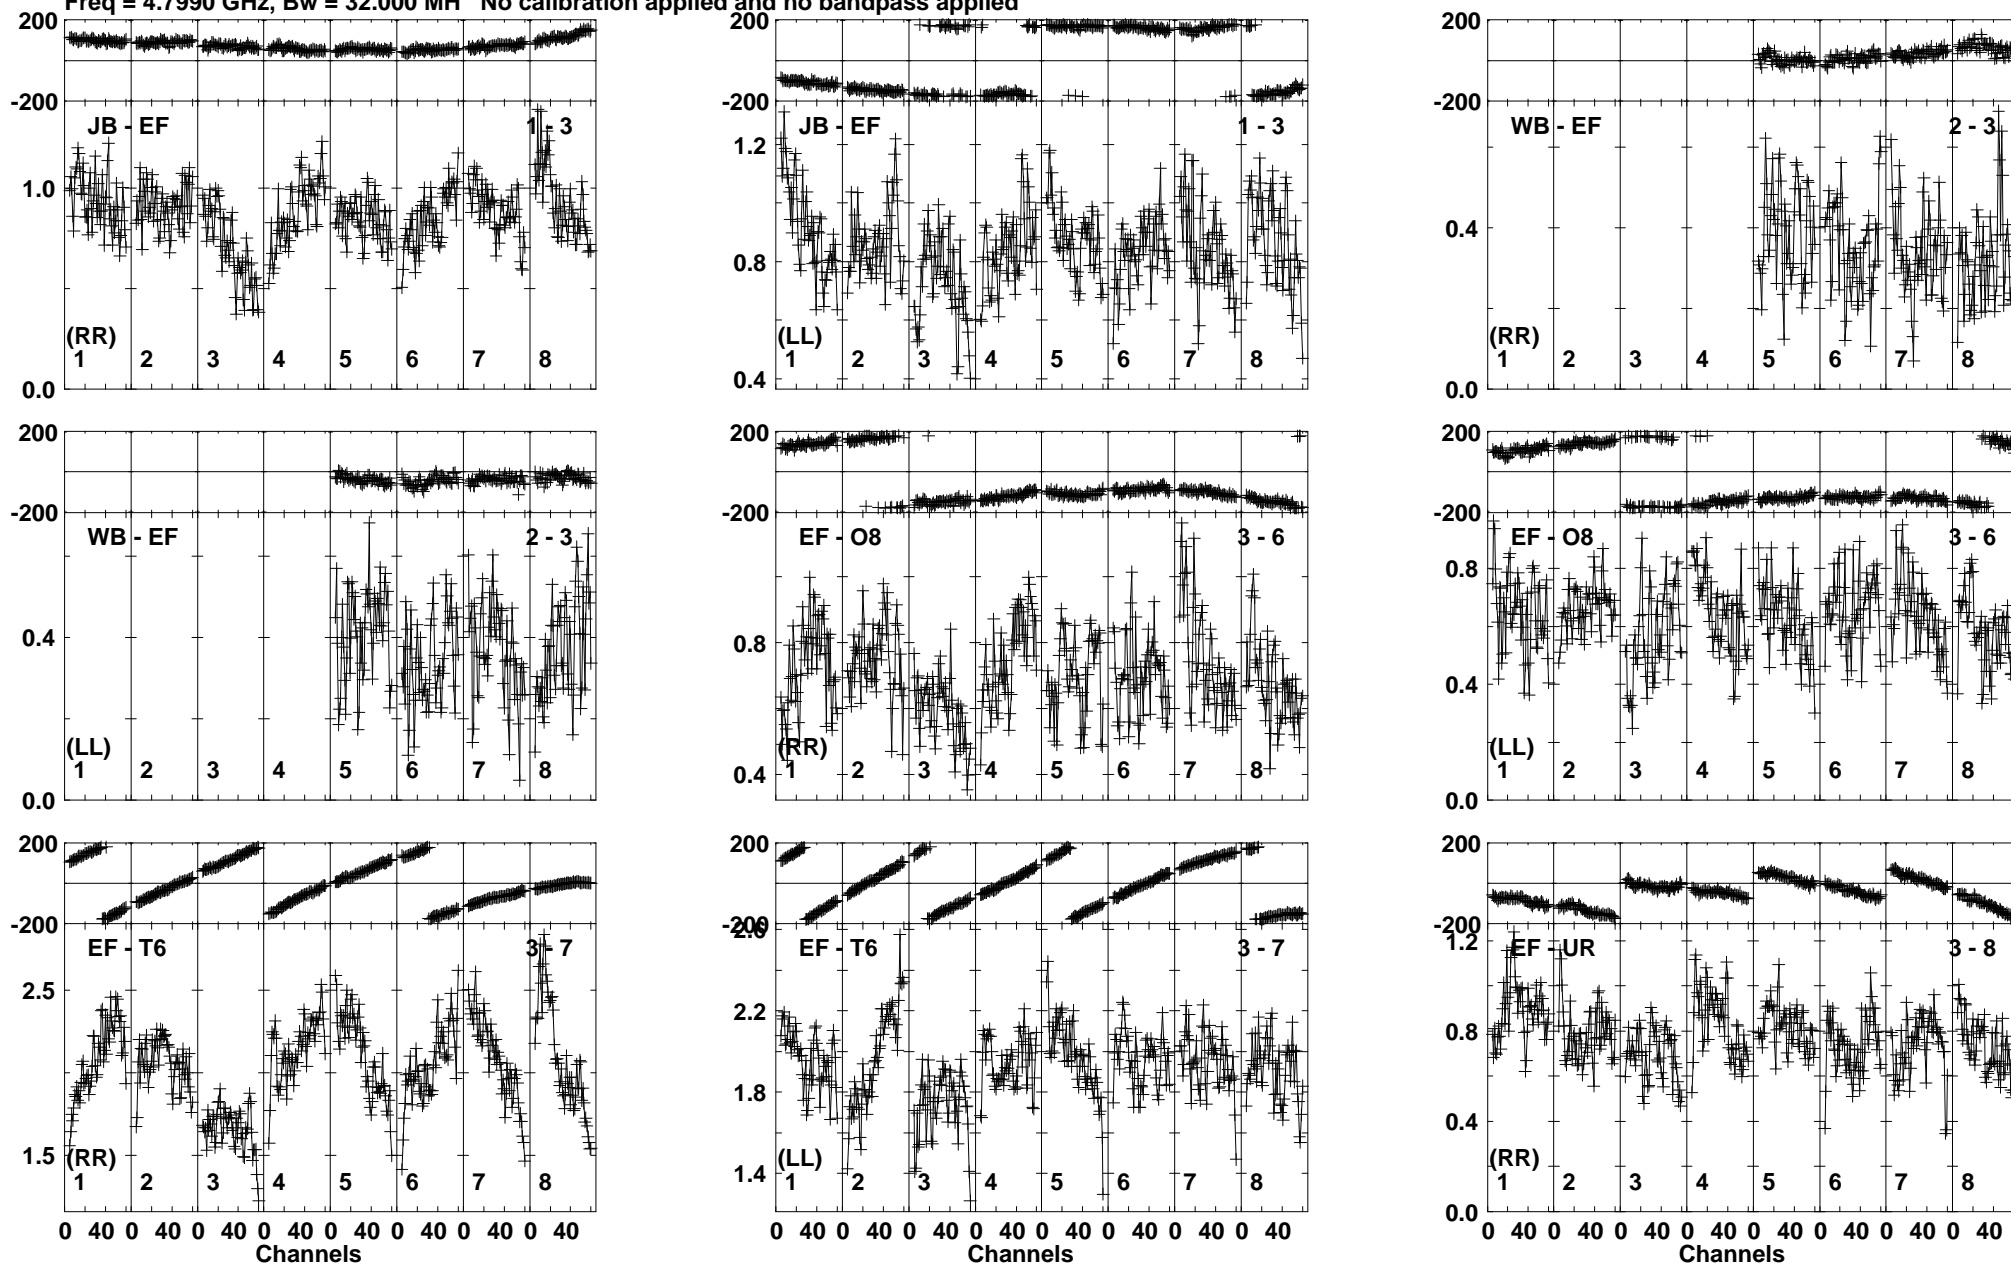 Freq = 4.7990 GHz, Bw = 32.000 MH No calibration applied and no bandpass applied
200 200 200
-200 -200 -200
JB - EF 1 - 3 JB - EF 1 - 3 WB - EF 2 - 3
1.2
1.0
0.8 0.4
(RR) (LL) (RR)
1 2 3 4 5 6 7 8 1 2 3 4 5 6 7 8 1 2 3 4 5 6 7 8
0.0 0.4 0.0
200 200 200
-200 -200 -200
WB - EF 2 - 3 EF - O8 3 - 6 EF - O8 3 - 6
0.8
0.4 0.8
0.4
(LL) (RR) (LL)
1 2 3 4 5 6 7 8 1 2 3 4 5 6 7 8 1 2 3 4 5 6 7 8
0.0 0.4 0.0
200 200 200
-200 -200 -200
2.6 1.2
EF - T6 3 - 7 EF - T6 3 - 7 EF - UR 3 - 8
2.5 2.2 0.8
1.8
1.5 1.4 0.4
(RR) (LL) (RR)
1 2 3 4 5 6 7 8 1 2 3 4 5 6 7 8 1 2 3 4 5 6 7 8
0.0
0 40 0 40 0 40 0 40 0 40 0 40 0 40 0 40 0 40 0 40 0 40 0 40 0 40 0 40 0 40 0 40 0 40 0 40 0 40 0 40 0 40 0 40 0 40 0 40
Channels Channels Channels